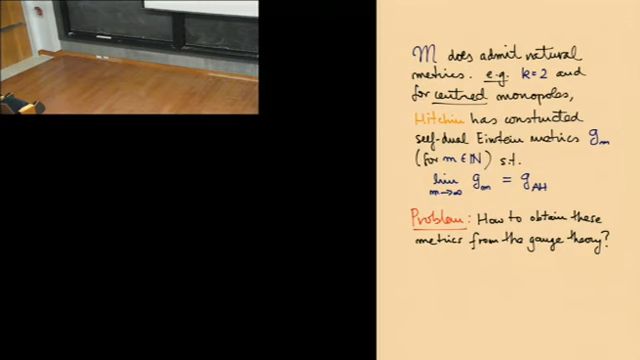 M does admit natural
metrics. e.g. k=2 and
for centred monopoles,
Hitchin has constructed
self-dual Einstein metrics g_m
(for m ∈ ℕ) s.t.
lim_{m→∞} g_m = g_AH
Problem: How to obtain these
metrics from the gauge theory?